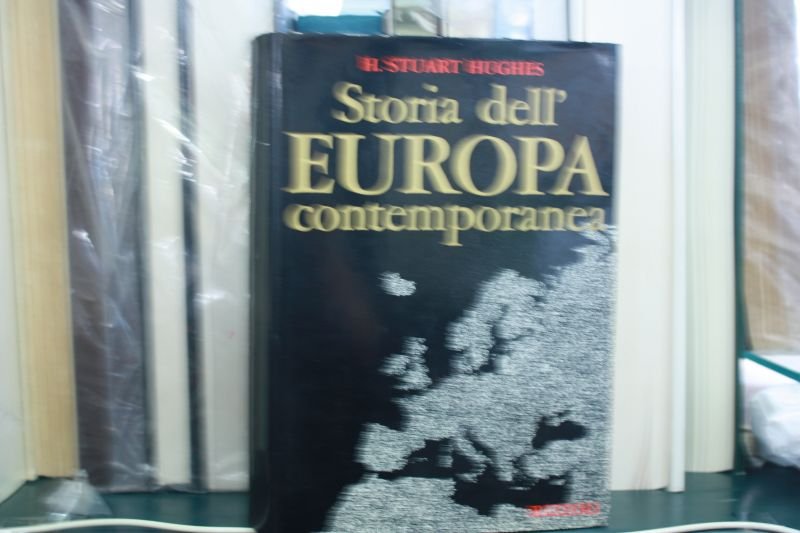 H. STUART HUGHES
Storia dell'
EUROPA
contemporanea